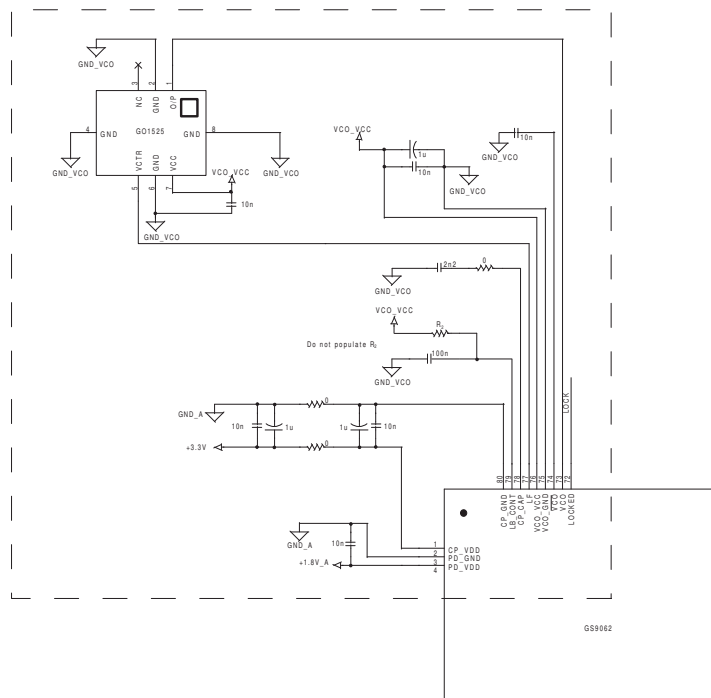 GND_VCO
3
2
1
NC
GND
O/P
4
GND
GO1525
GND
8
GND_VCO
VCTR
GND
VCC
5
6
7
VCO_VCC
GND_VCO
10n
GND_VCO
VCO_VCC
1u
10n
GND_VCO
10n
GND_VCO
2n2
0
GND_VCO
VCO_VCC
R₂
Do not populate R₂
100n
GND_VCO
GND_A
10n
1u
0
1u
10n
+3.3V
0
LOCK
80
79
78
77
76
75
74
73
72
CP_GND
LB_CONT
CP_CAP
LF
VCO_VCC
VCO_GND
VCO
VCO
LOCKED
GND_A
10n
+1.8V_A
1
2
3
4
CP_VDD
PD_GND
PD_VDD
GS9062